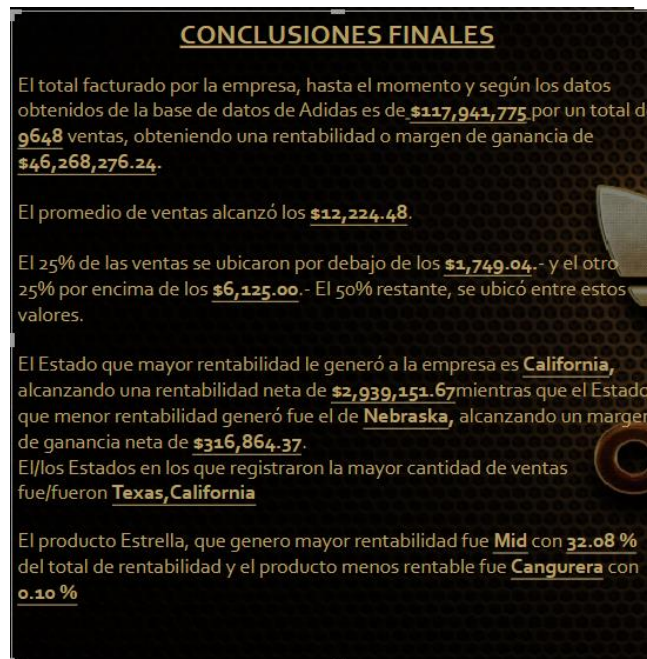 CONCLUSIONES FINALES
El total facturado por la empresa, hasta el momento y según los datos
obtenidos de la base de datos de Adidas es de $117,941,775 por un total d
9648 ventas, obteniendo una rentabilidad o margen de ganancia de
$46,268,276.24.
El promedio de ventas alcanzó los $12,224.48.
El 25% de las ventas se ubicaron por debajo de los $1,749.04.- y el otro
25% por encima de los $6,125.00.- El 50% restante, se ubicó entre estos
valores.
El Estado que mayor rentabilidad le generó a la empresa es California,
alcanzando una rentabilidad neta de $2,939,151.67mientras que el Estado
que menor rentabilidad generó fue el de Nebraska, alcanzando un margen
de ganancia neta de $316,864.37.
El/los Estados en los que registraron la mayor cantidad de ventas
fue/fueron Texas,California
El producto Estrella, que genero mayor rentabilidad fue Mid con 32.08 %
del total de rentabilidad y el producto menos rentable fue Cangurera con
0.10 %